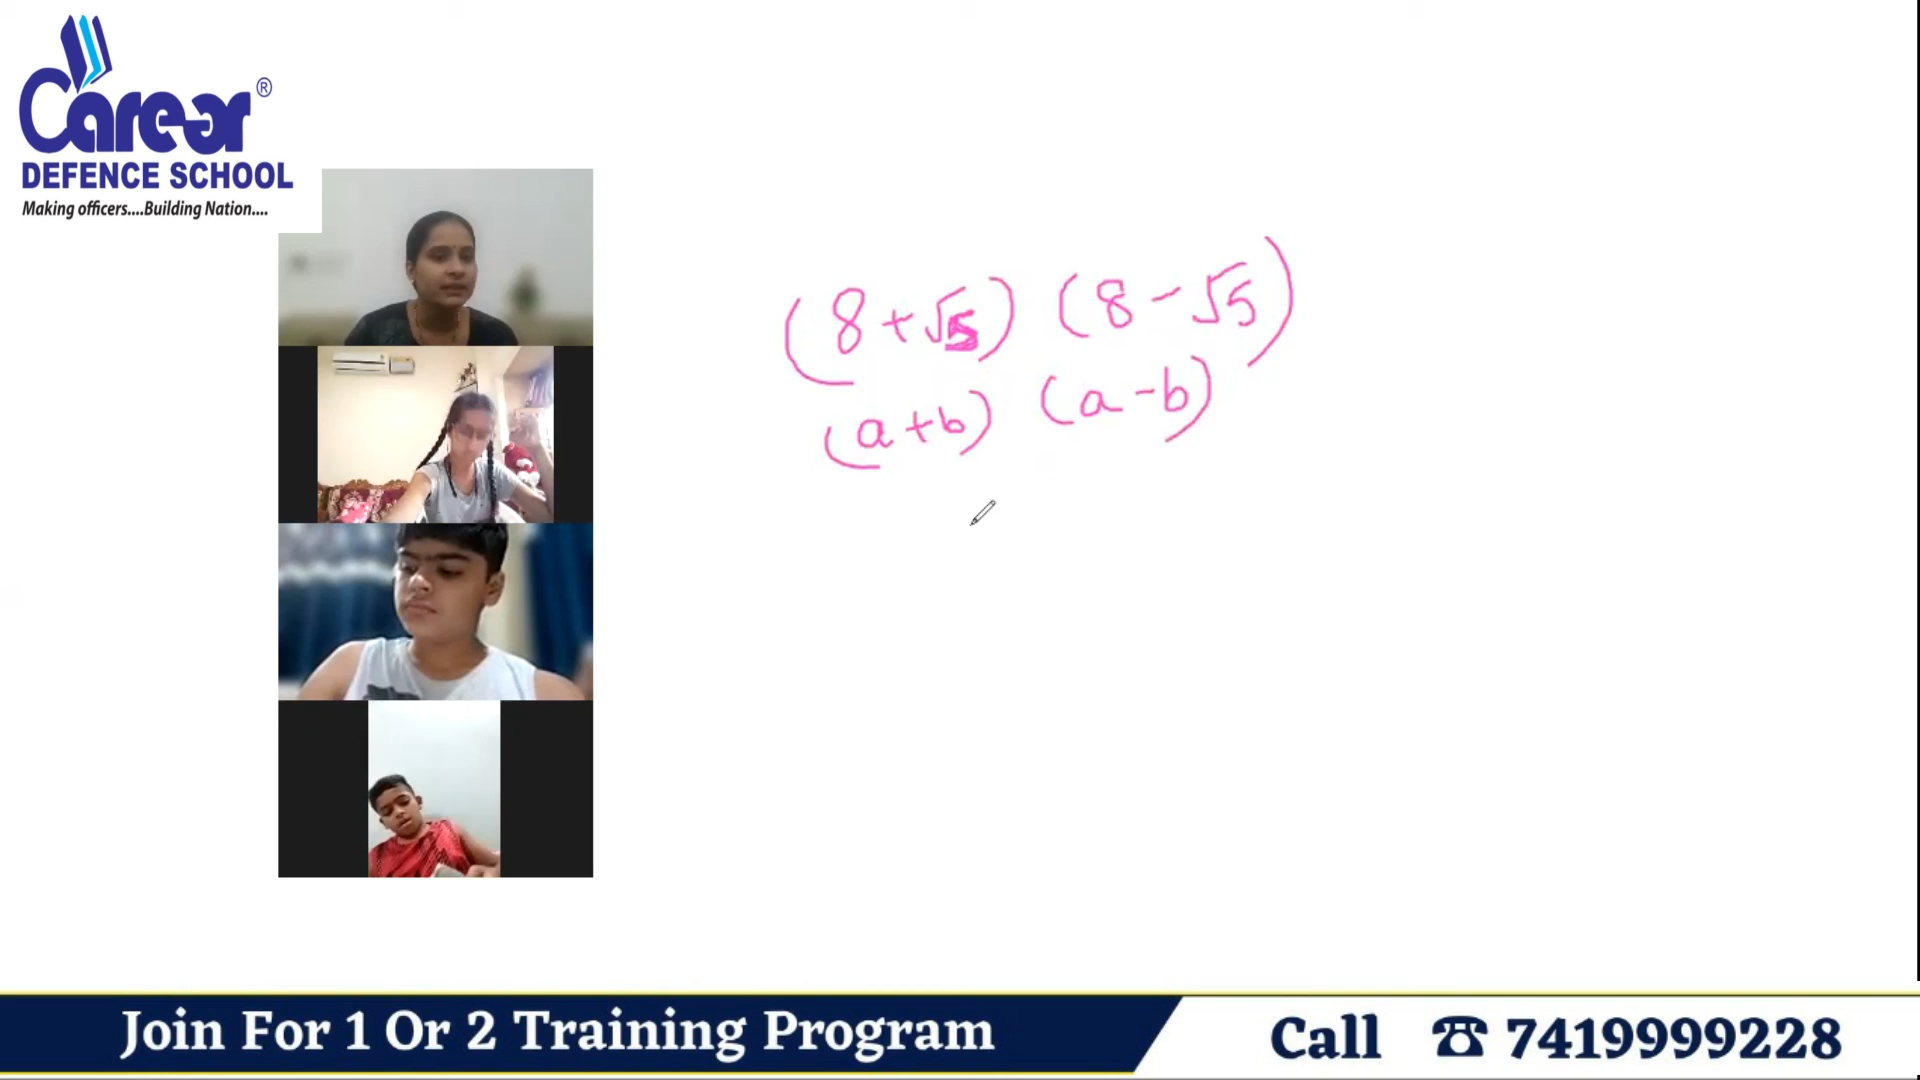 Carear®
DEFENCE SCHOOL
Making officers....Building Nation....
(8+√5) (8-√5)
(a+b) (a-b)
Join For 1 Or 2 Training Program
Call ☎ 7419999228